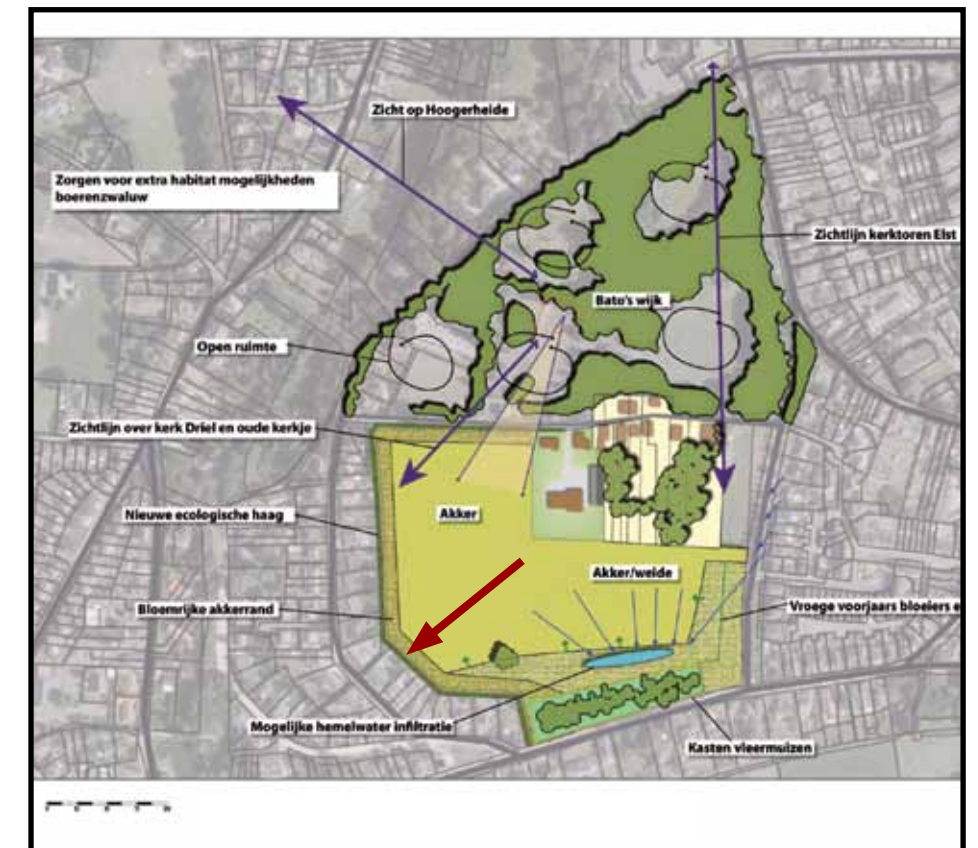 Zicht op Hoogerheide
Zorgen voor extra habitat mogelijkheden
boerenzwaluw
Zichtlijn kerktoren Elst
Bato's wijk
Open ruimte
Zichtlijn over kerk Driel en oude kerkje
Nieuwe ecologische haag
Akker
Akker/weide
Bloemrijke akkerrand
Vroege voorjaars bloeiers e
Mogelijke hemelwater infiltratie
Kasten vleermuizen